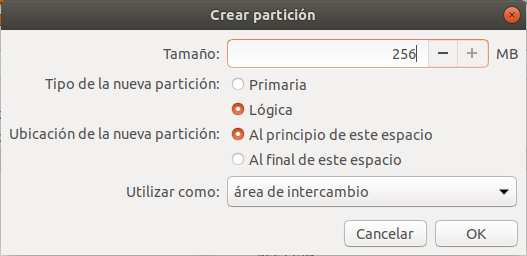 Crear partición
Tamaño: 256 − + MB
Tipo de la nueva partición: Primaria
Lógica
Ubicación de la nueva partición: Al principio de este espacio
Al final de este espacio
Utilizar como: área de intercambio
Cancelar OK